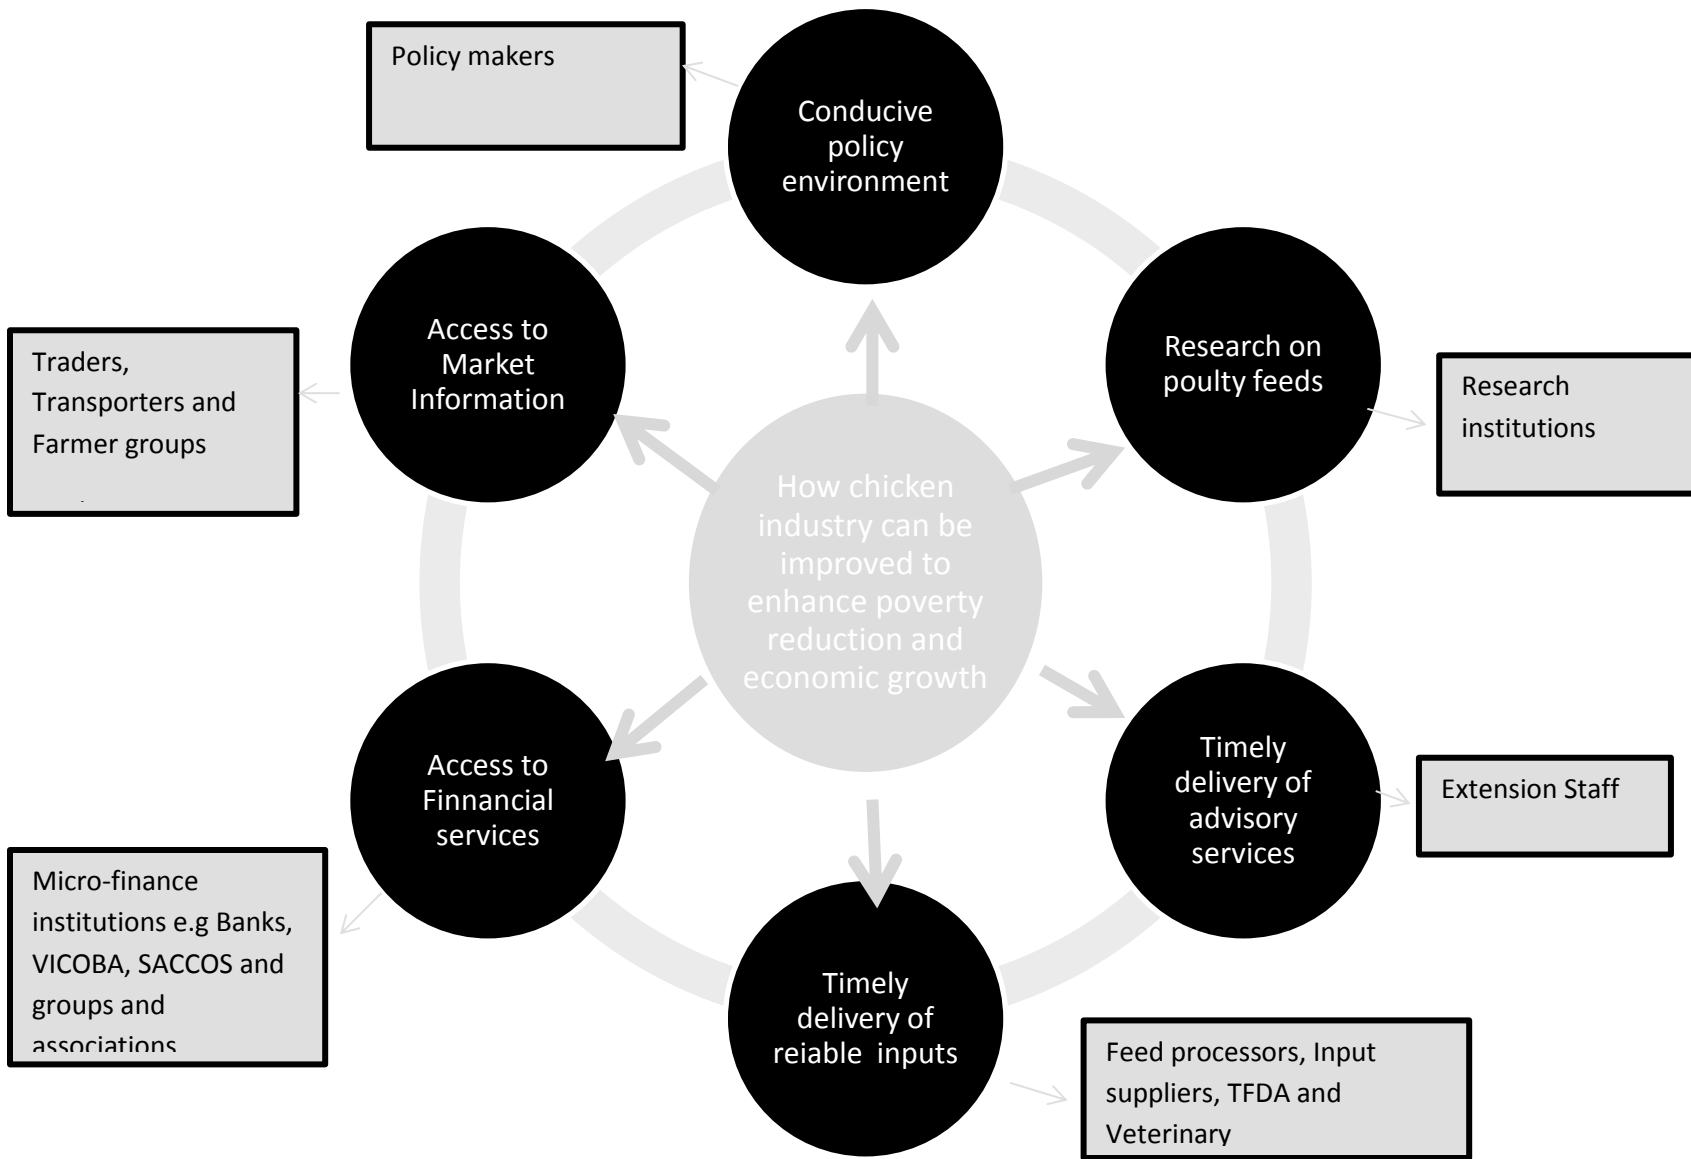 Policy makers
Conducive
policy
environment
Access to
Market
Information
Research on
poulty feeds
Traders,
Transporters and
Farmer groups
Research
institutions
How chicken
industry can be
improved to
enhance poverty
reduction and
economic growth
Access to
Finnancial
services
Timely
delivery of
advisory
services
Extension Staff
Micro-finance
institutions e.g Banks,
VICOBA, SACCOS and
groups and
associations
Timely
delivery of
reiable inputs
Feed processors, Input
suppliers, TFDA and
Veterinary